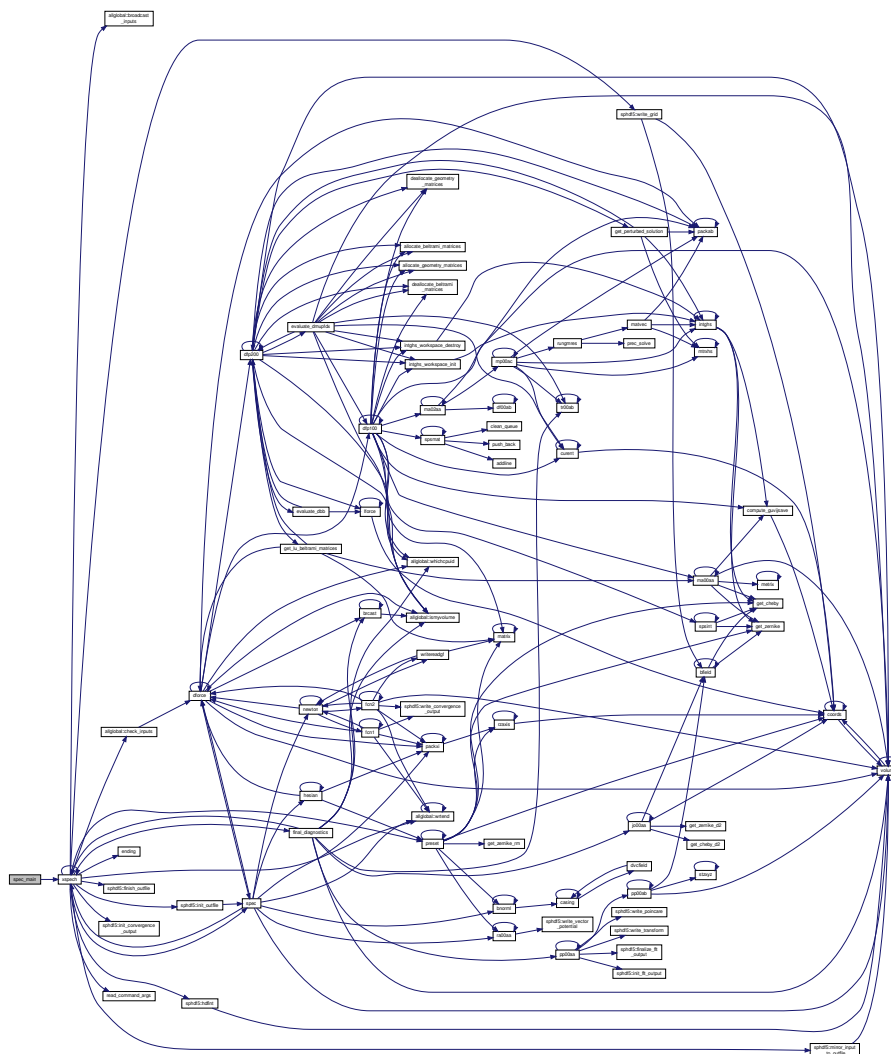 allglobal::broadcast
_inputs
sphdf5::write_grid
deallocate_geometry
_matrices
get_perturbed_solution
packab
allocate_beltrami_matrices
allocate_geometry_matrices
deallocate_beltrami
_matrices
evaluate_dmupfdx
matvec
intghs
dfp200
intghs_workspace_destroy
rungmres
prec_solve
mtrxhs
intghs_workspace_init
mp00ac
ma02aa
df00ab
tr00ab
dfp100
clean_queue
spsmat
push_back
curent
addline
evaluate_dbb
lforce
compute_guvijsave
get_lu_beltrami_matrices
allglobal::whichcpuid
ma00aa
metrix
get_cheby
brcast
allglobal::ismyvolume
spsint
get_zernike
matrix
writereadgf
bfield
dforce
newton
fcn2
sphdf5::write_convergence
_output
coords
rzaxis
allglobal::check_inputs
fcn1
packxi
volume
hesian
allglobal::wrtend
jo00aa
get_zernike_d2
final_diagnostics
preset
get_zernike_rm
get_cheby_d2
ending
spec_main
xspech
dvcfield
stzxyz
sphdf5::finish_outfile
pp00ab
sphdf5::init_outfile
spec
bnorml
casing
sphdf5::write_poincare
sphdf5::init_convergence
_output
sphdf5::write_vector
_potential
sphdf5::write_transform
ra00aa
pp00aa
sphdf5::finalize_flt
_output
sphdf5::init_flt_output
read_command_args
sphdf5::hdfint
sphdf5::mirror_input
_to_outfile